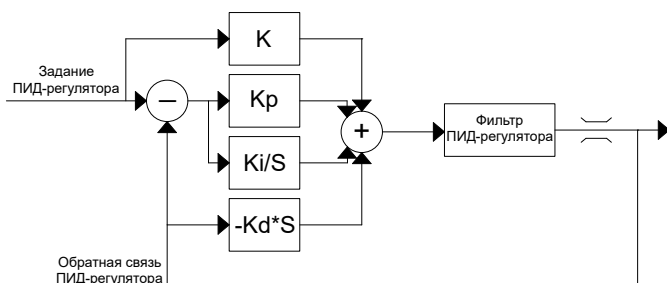 K
Задание
ПИД-регулятора
−
Kp
+
Фильтр
ПИД-регулятора
Ki/S
-Kd*S
Обратная связь
ПИД-регулятора